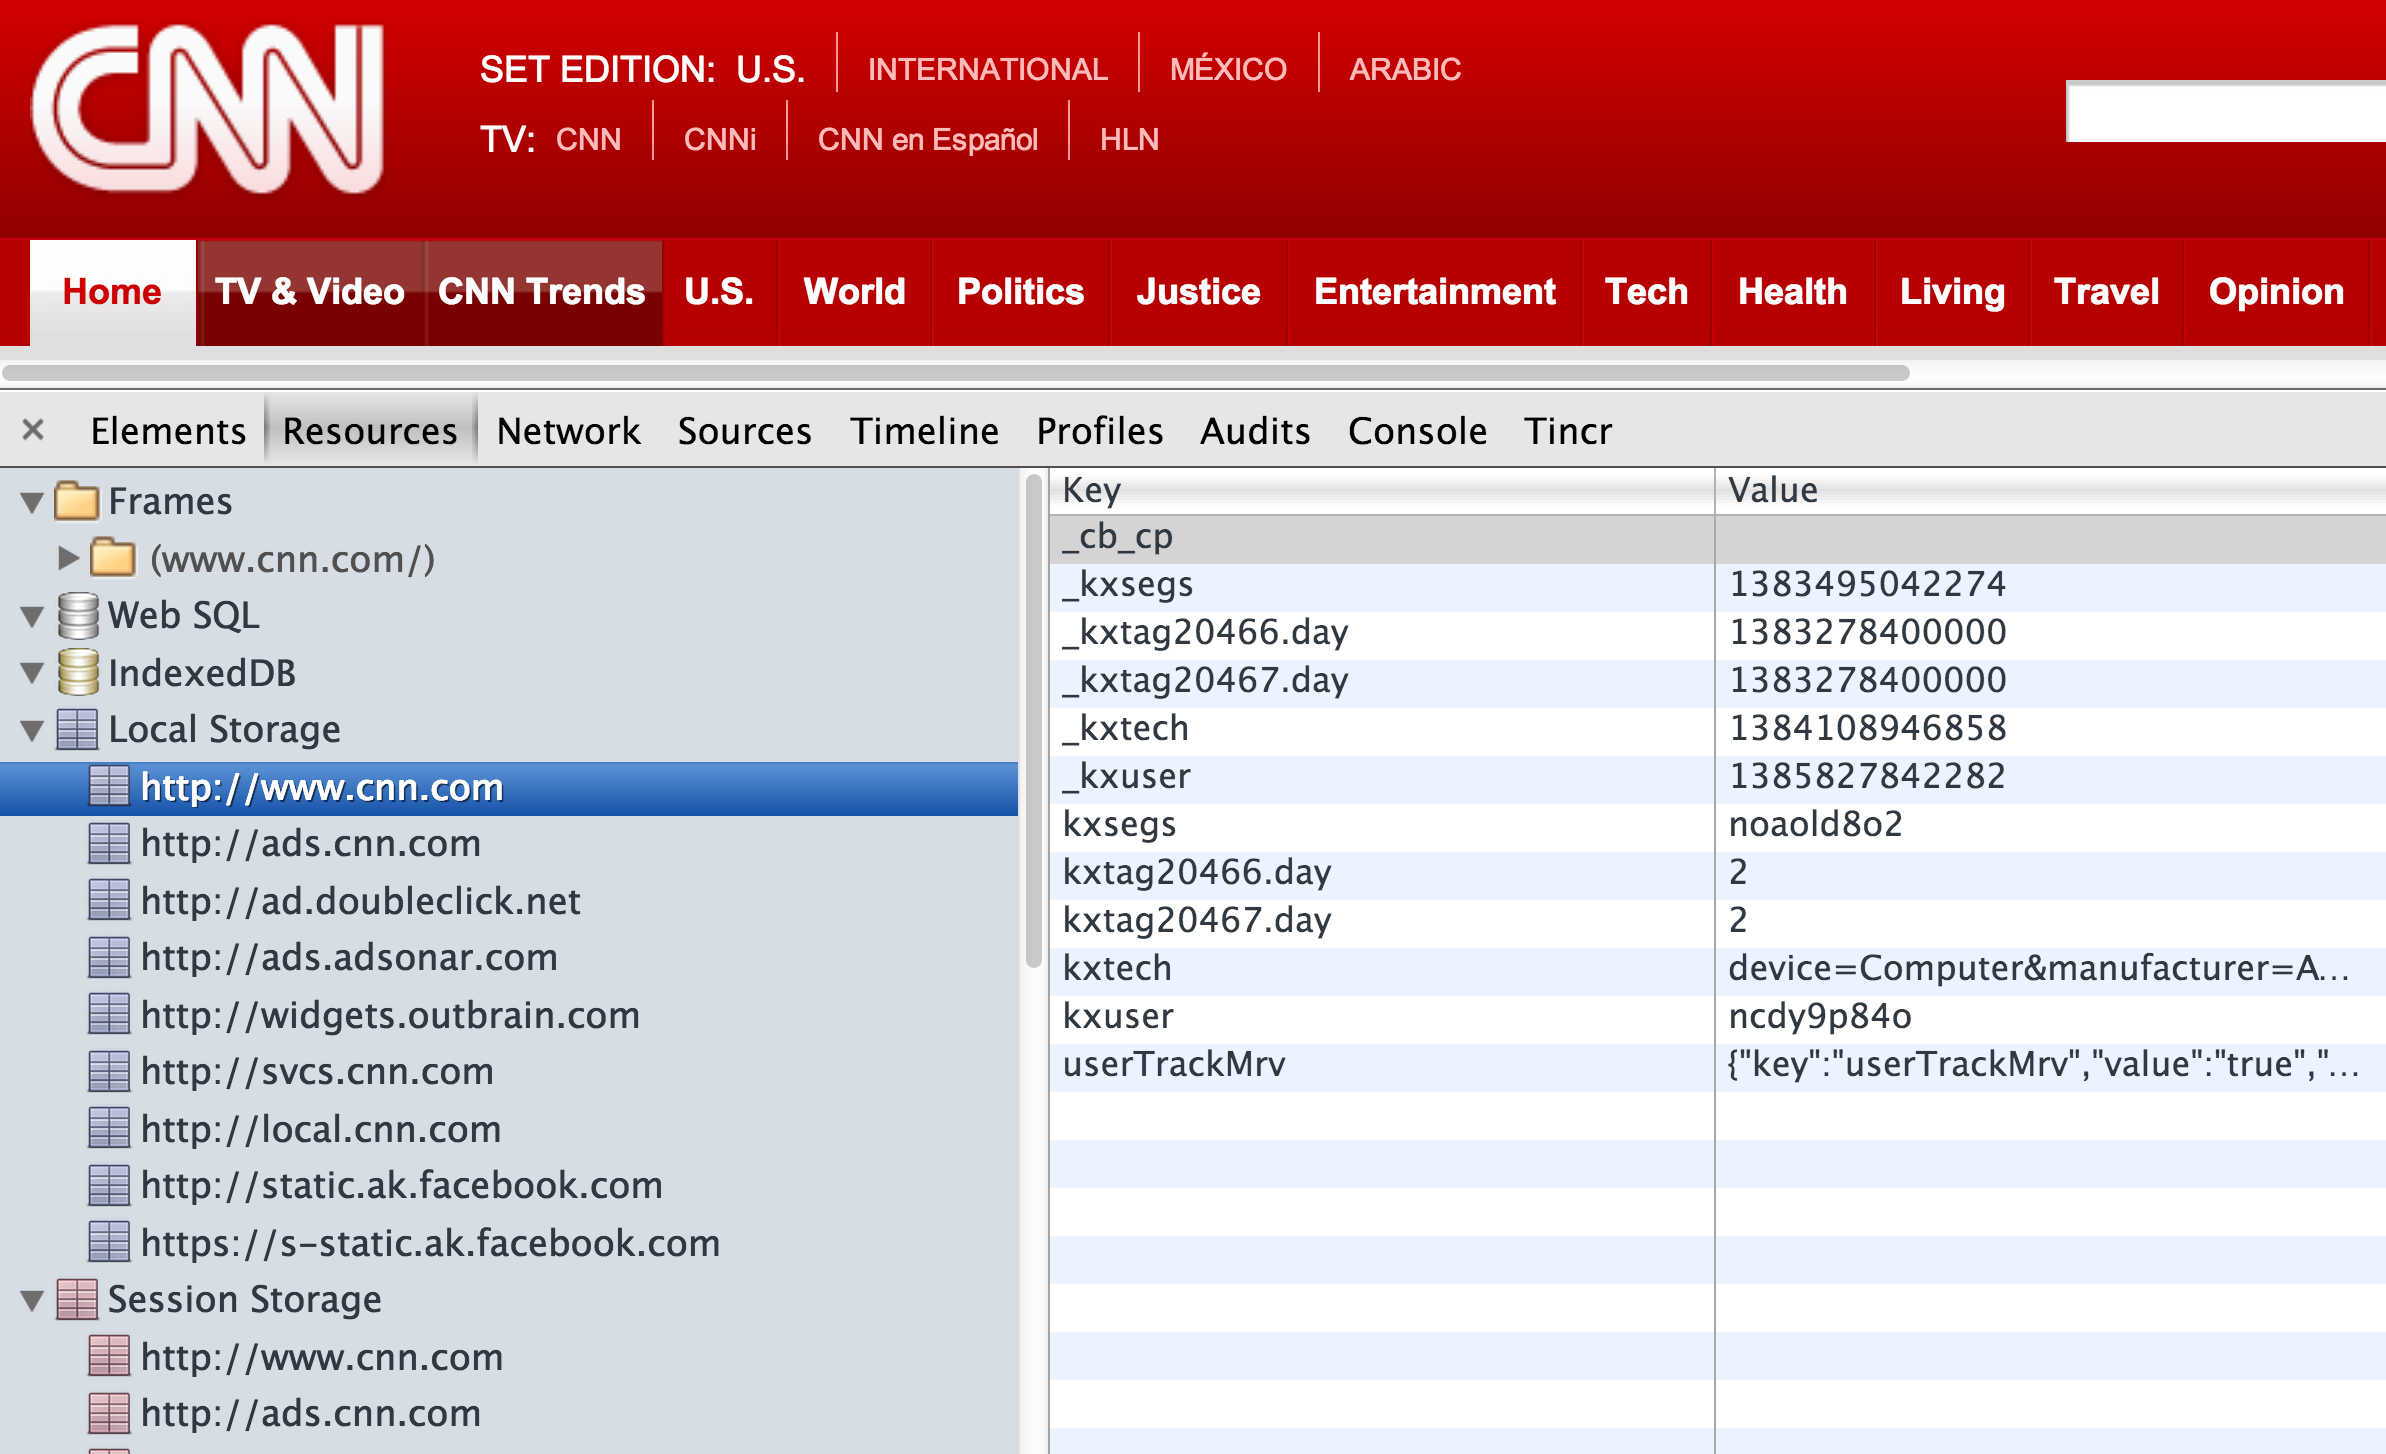 CNN
SET EDITION: U.S. INTERNATIONAL MÉXICO ARABIC
TV: CNN CNNi CNN en Español HLN
Home TV & Video CNN Trends U.S. World Politics Justice Entertainment Tech Health Living Travel Opinion
× Elements Resources Network Sources Timeline Profiles Audits Console Tincr
Frames
(www.cnn.com/)
Web SQL
IndexedDB
Local Storage
http://www.cnn.com
http://ads.cnn.com
http://ad.doubleclick.net
http://ads.adsonar.com
http://widgets.outbrain.com
http://svcs.cnn.com
http://local.cnn.com
http://static.ak.facebook.com
https://s-static.ak.facebook.com
Session Storage
http://www.cnn.com
http://ads.cnn.com
Key Value
_cb_cp
_kxsegs 1383495042274
_kxtag20466.day 1383278400000
_kxtag20467.day 1383278400000
_kxtech 1384108946858
_kxuser 1385827842282
kxsegs noaold8o2
kxtag20466.day 2
kxtag20467.day 2
kxtech device=Computer&manufacturer=A…
kxuser ncdy9p84o
userTrackMrv {"key":"userTrackMrv","value":"true","…